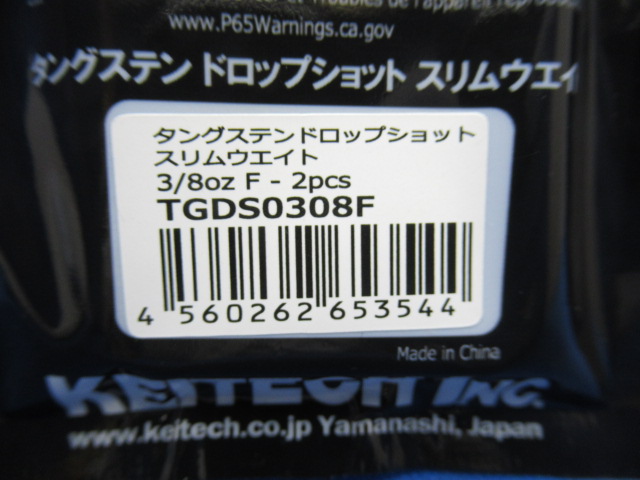 de l'appareil
www.P65Warnings.ca.gov
タングステン ドロップショット スリムウエイ
タングステンドロップショット
スリムウエイト
3/8oz F - 2pcs
TGDS0308F
4 560262 653544
Made in China
KEITECH INC.
www.keitech.co.jp Yamanashi, Japan